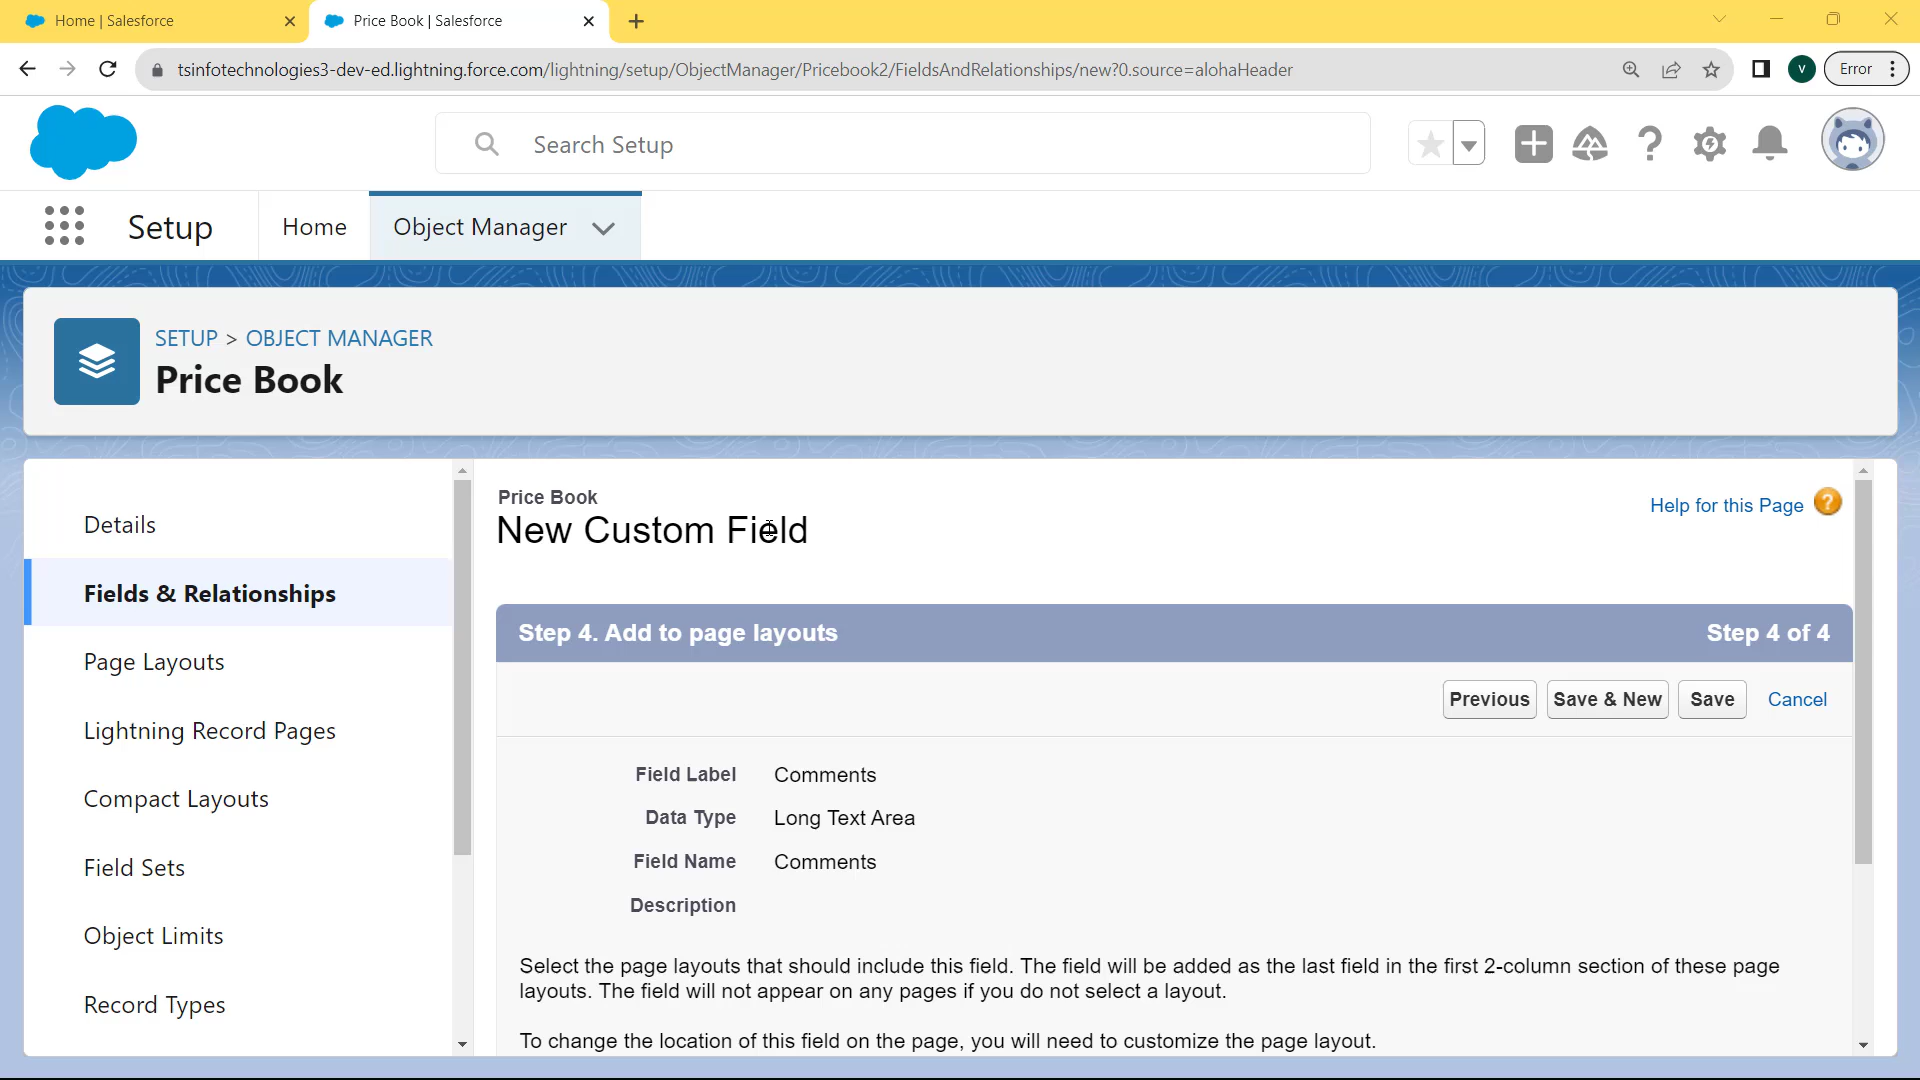 Home | Salesforce
Price Book | Salesforce
tsinfotechnologies3-dev-ed.lightning.force.com/lightning/setup/ObjectManager/Pricebook2/FieldsAndRelationships/new?0.source=alohaHeader
V
Error
Search Setup
Setup
Home
Object Manager
SETUP > OBJECT MANAGER
Price Book
Details
Fields & Relationships
Page Layouts
Lightning Record Pages
Compact Layouts
Field Sets
Object Limits
Record Types
Price Book
New Custom Field
Help for this Page
Step 4. Add to page layouts
Step 4 of 4
Previous
Save & New
Save
Cancel
Field Label Comments
Data Type Long Text Area
Field Name Comments
Description
Select the page layouts that should include this field. The field will be added as the last field in the first 2-column section of these page
layouts. The field will not appear on any pages if you do not select a layout.
To change the location of this field on the page, you will need to customize the page layout.